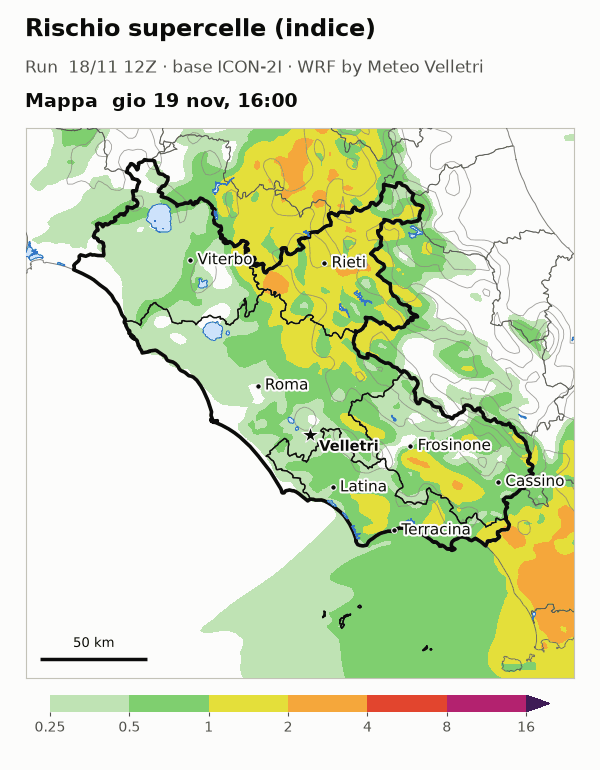 Rischio supercelle (indice)
Run  18/11 12Z · base ICON-2I · WRF by Meteo Velletri
Mappa  gio 19 nov, 16:00
Viterbo
Rieti
Roma
Velletri
Frosinone
Latina
Cassino
Terracina
50 km
0.25 0.5 1 2 4 8 16